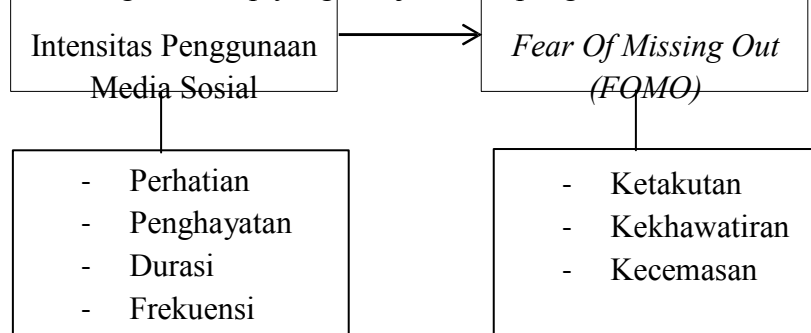 Intensitas Penggunaan
Media Sosial
Fear Of Missing Out
(FOMO)
- Perhatian
- Penghayatan
- Durasi
- Frekuensi
- Ketakutan
- Kekhawatiran
- Kecemasan